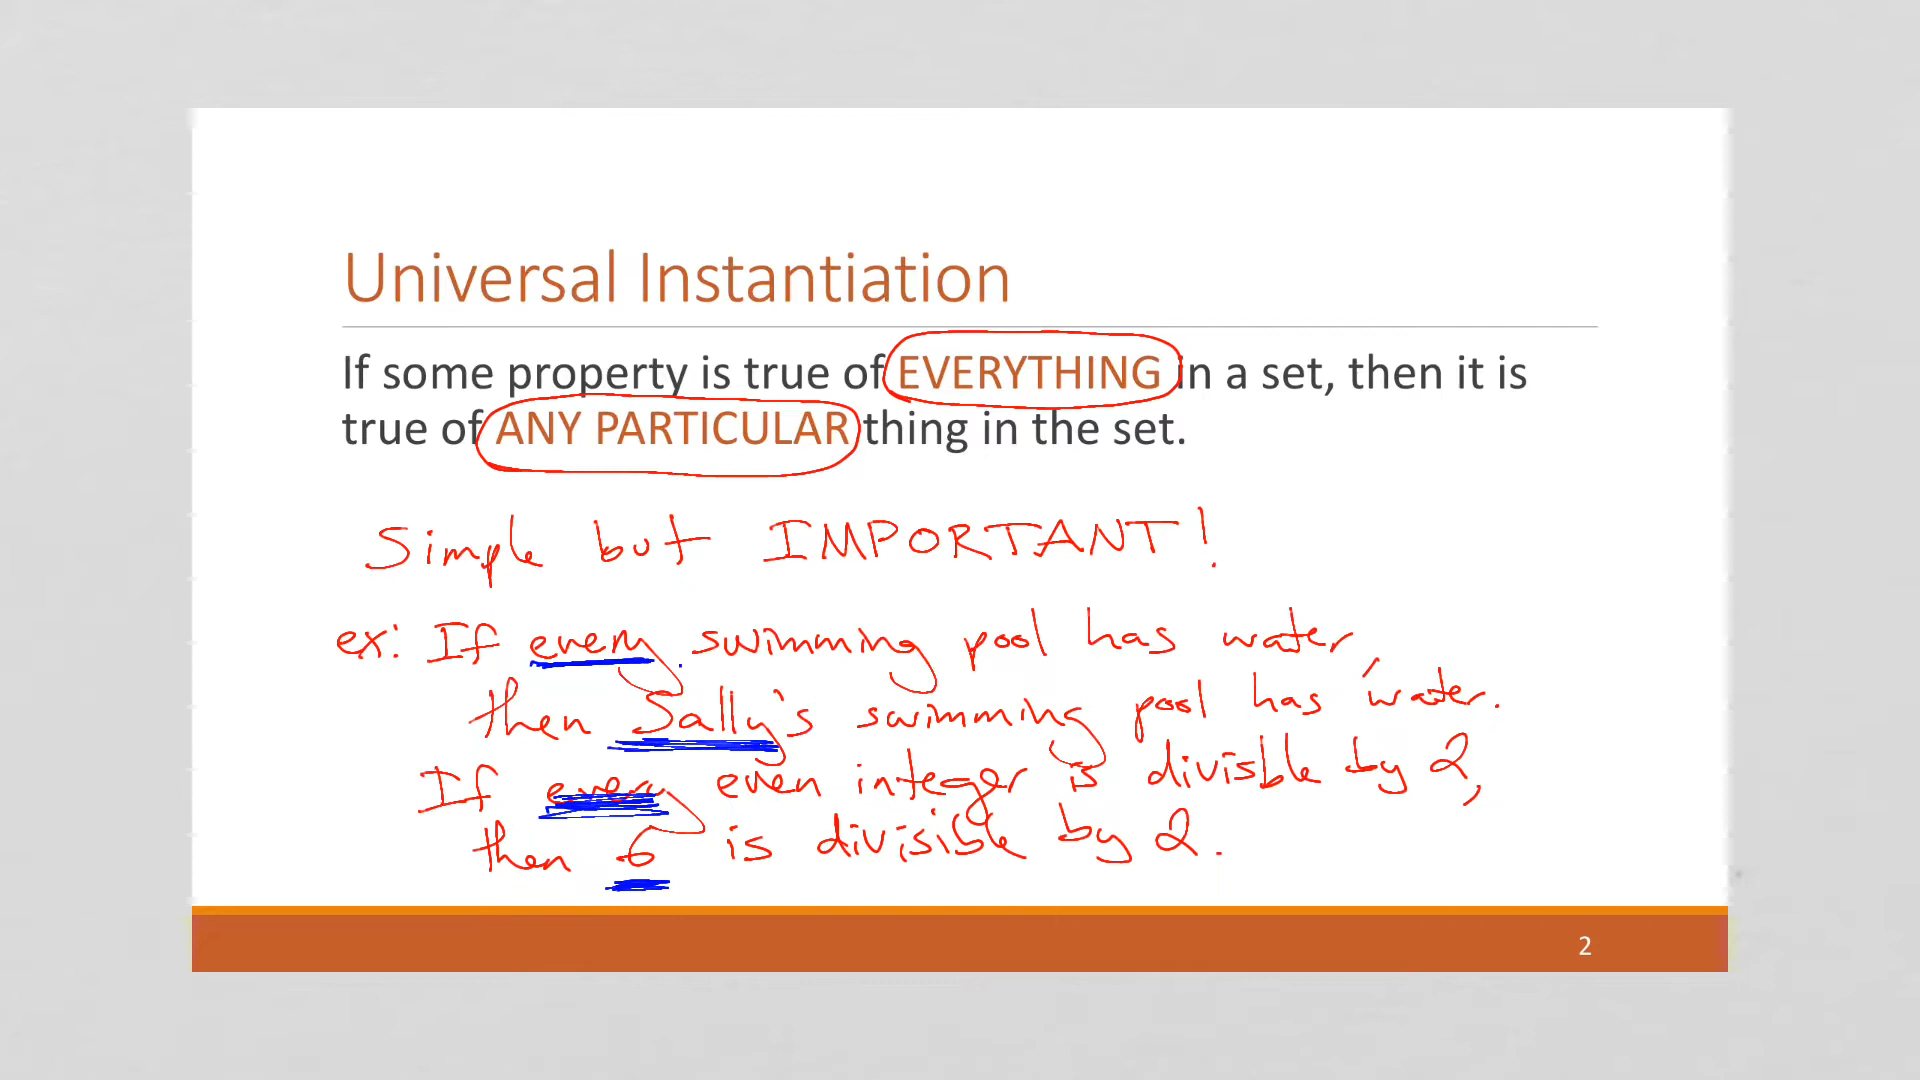 Universal Instantiation
If some property is true of EVERYTHING in a set, then it is
true of ANY PARTICULAR thing in the set.
Simple but IMPORTANT!
ex: If every swimming pool has water,
then Sally's swimming pool has water.
If every even integer is divisble by 2,
then 6 is divisible by 2.
2